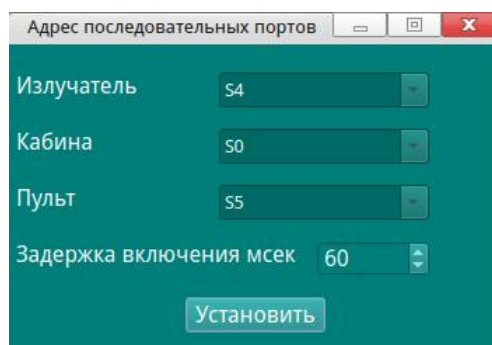 Адрес последовательных портов
Излучатель S4
Кабина S0
Пульт S5
Задержка включения мсек 60
Установить